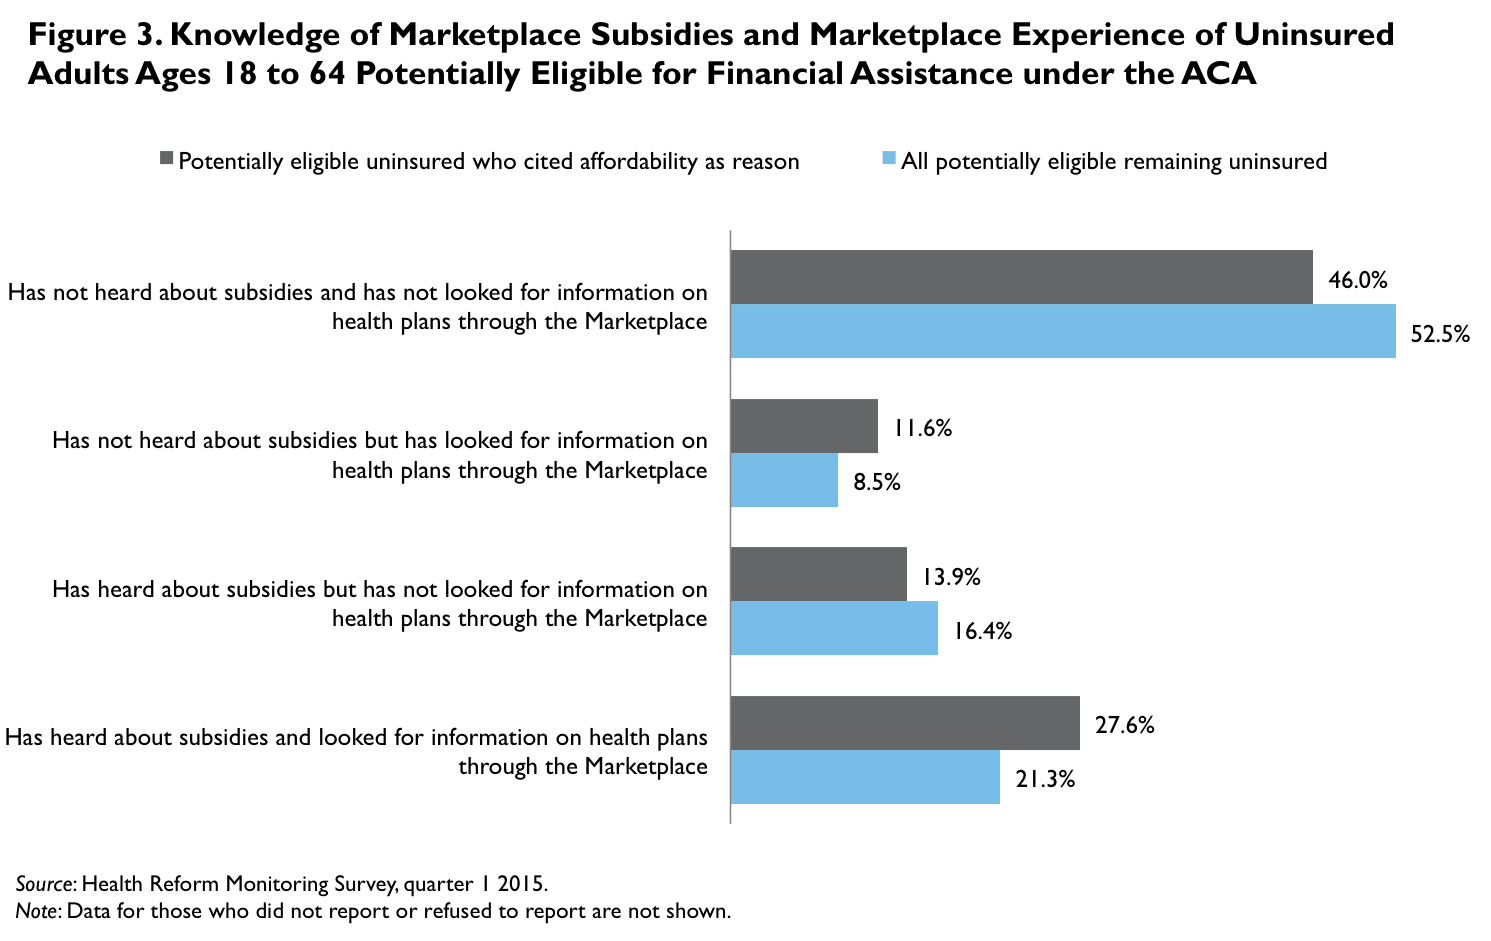 Figure 3. Knowledge of Marketplace Subsidies and Marketplace Experience of Uninsured
Adults Ages 18 to 64 Potentially Eligible for Financial Assistance under the ACA
Potentially eligible uninsured who cited affordability as reason
All potentially eligible remaining uninsured
Has not heard about subsidies and has not looked for information on
health plans through the Marketplace
46.0%
52.5%
Has not heard about subsidies but has looked for information on
health plans through the Marketplace
11.6%
8.5%
Has heard about subsidies but has not looked for information on
health plans through the Marketplace
13.9%
16.4%
Has heard about subsidies and looked for information on health plans
through the Marketplace
27.6%
21.3%
Source: Health Reform Monitoring Survey, quarter 1 2015.
Note: Data for those who did not report or refused to report are not shown.